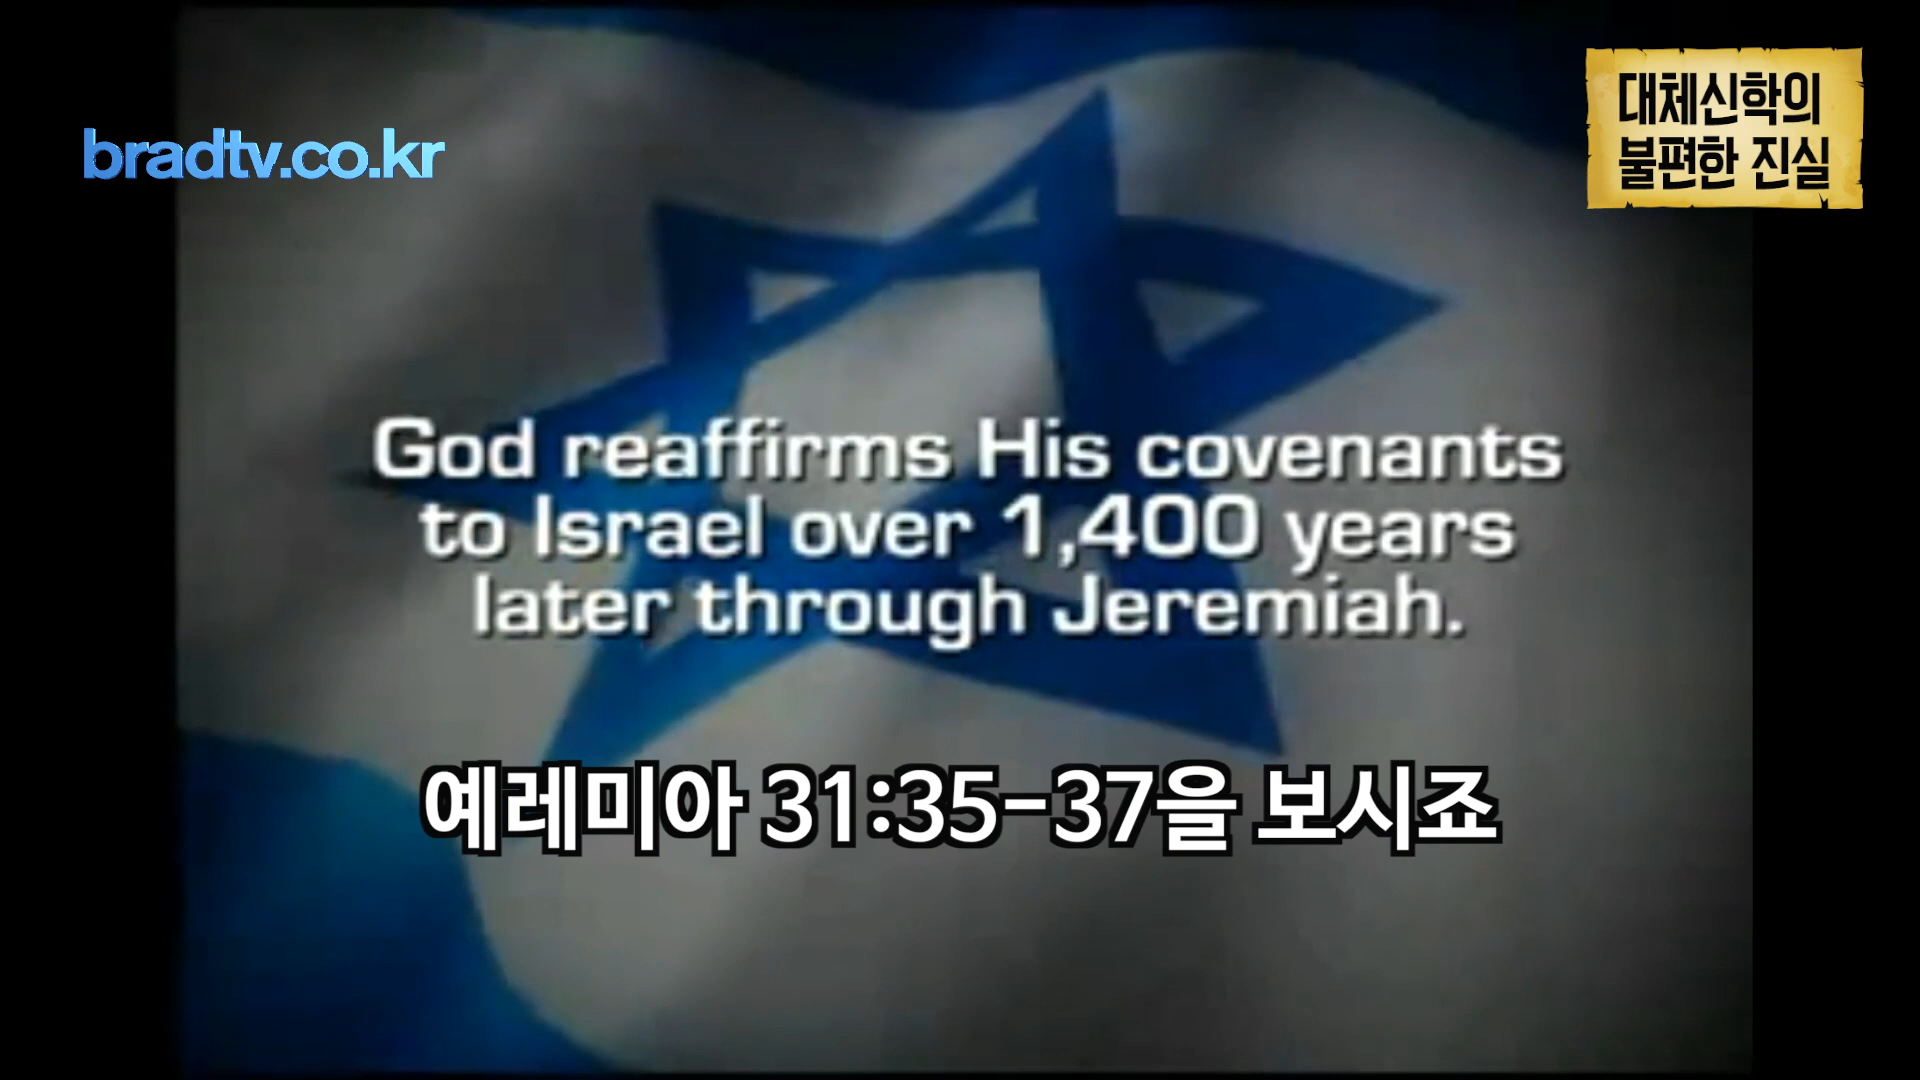 bradtv.co.kr
대체신학의
불편한 진실
God reaffirms His covenants
to Israel over 1,400 years
later through Jeremiah.
예레미아 31:35-37을 보시죠